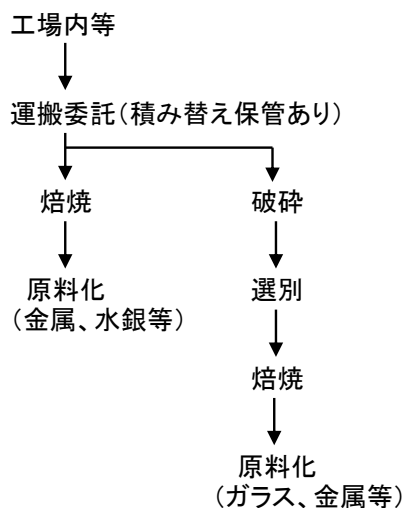 工場内等
運搬委託(積み替え保管あり)
焙焼
破砕
原料化
(金属、水銀等)
選別
焙焼
原料化
(ガラス、金属等)